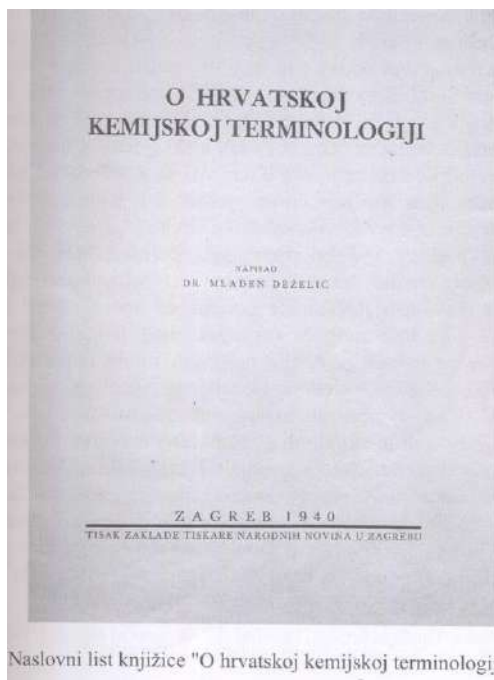 O HRVATSKOJ
KEMIJSKOJ TERMINOLOGIJI
NAPISAO
DR. MLADEN DEŽELIĆ
ZAGREB 1940
TISAK ZAKLADE TISKARE NARODNIH NOVINA U ZAGREBU
Naslovni list knjižice "O hrvatskoj kemijskoj terminologij